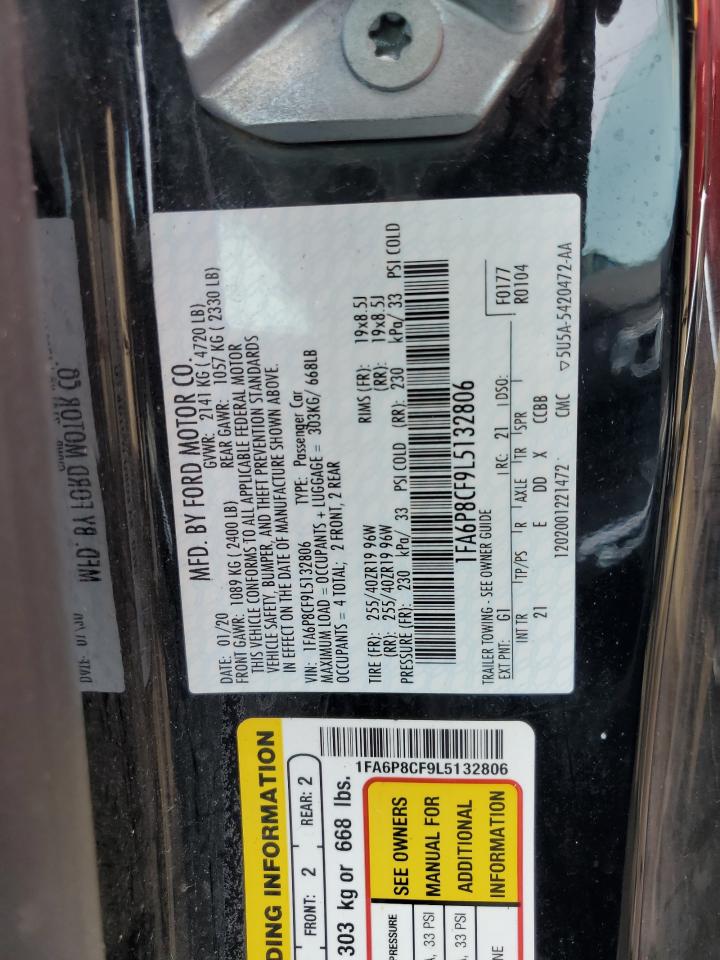 MFD. BY FORD MOTOR CO.
DATE: 01/20 GVWR: 2141 KG ( 4720 LB)
FRONT GAWR: 1089 KG ( 2400 LB) REAR GAWR: 1057 KG ( 2330 LB)
THIS VEHICLE CONFORMS TO ALL APPLICABLE FEDERAL MOTOR
VEHICLE SAFETY, BUMPER, AND THEFT PREVENTION STANDARDS
IN EFFECT ON THE DATE OF MANUFACTURE SHOWN ABOVE.
VIN: 1FA6P8CF9L5132806 TYPE: Passenger Car
MAXIMUM LOAD = OCCUPANTS + LUGGAGE = 303KG/ 668LB
OCCUPANTS = 4 TOTAL; 2 FRONT, 2 REAR
TIRE (FR): 255/40ZR19 96W RIMS (FR): 19x8.5J
(RR): 255/40ZR19 96W (RR): 19x8.5J
PRESSURE (FR): 230 kPa/ 33 PSI COLD (RR): 230 kPa/ 33 PSI COLD
1FA6P8CF9L5132806
TRAILER TOWING - SEE OWNER GUIDE
EXT PNT: G1 RC: 21 DSO: F0177
R0104
INT TR TP/PS R AXLE TR SPR
21 E DD X CCBB
1202001221472 CMC ▽5U5A-5420472-AA
DING INFORMATION
FRONT: 2 REAR: 2
303 kg or 668 lbs.
1FA6P8CF9L5132806
PRESSURE
33 PSI
33 PSI
NE
SEE OWNERS
MANUAL FOR
ADDITIONAL
INFORMATION